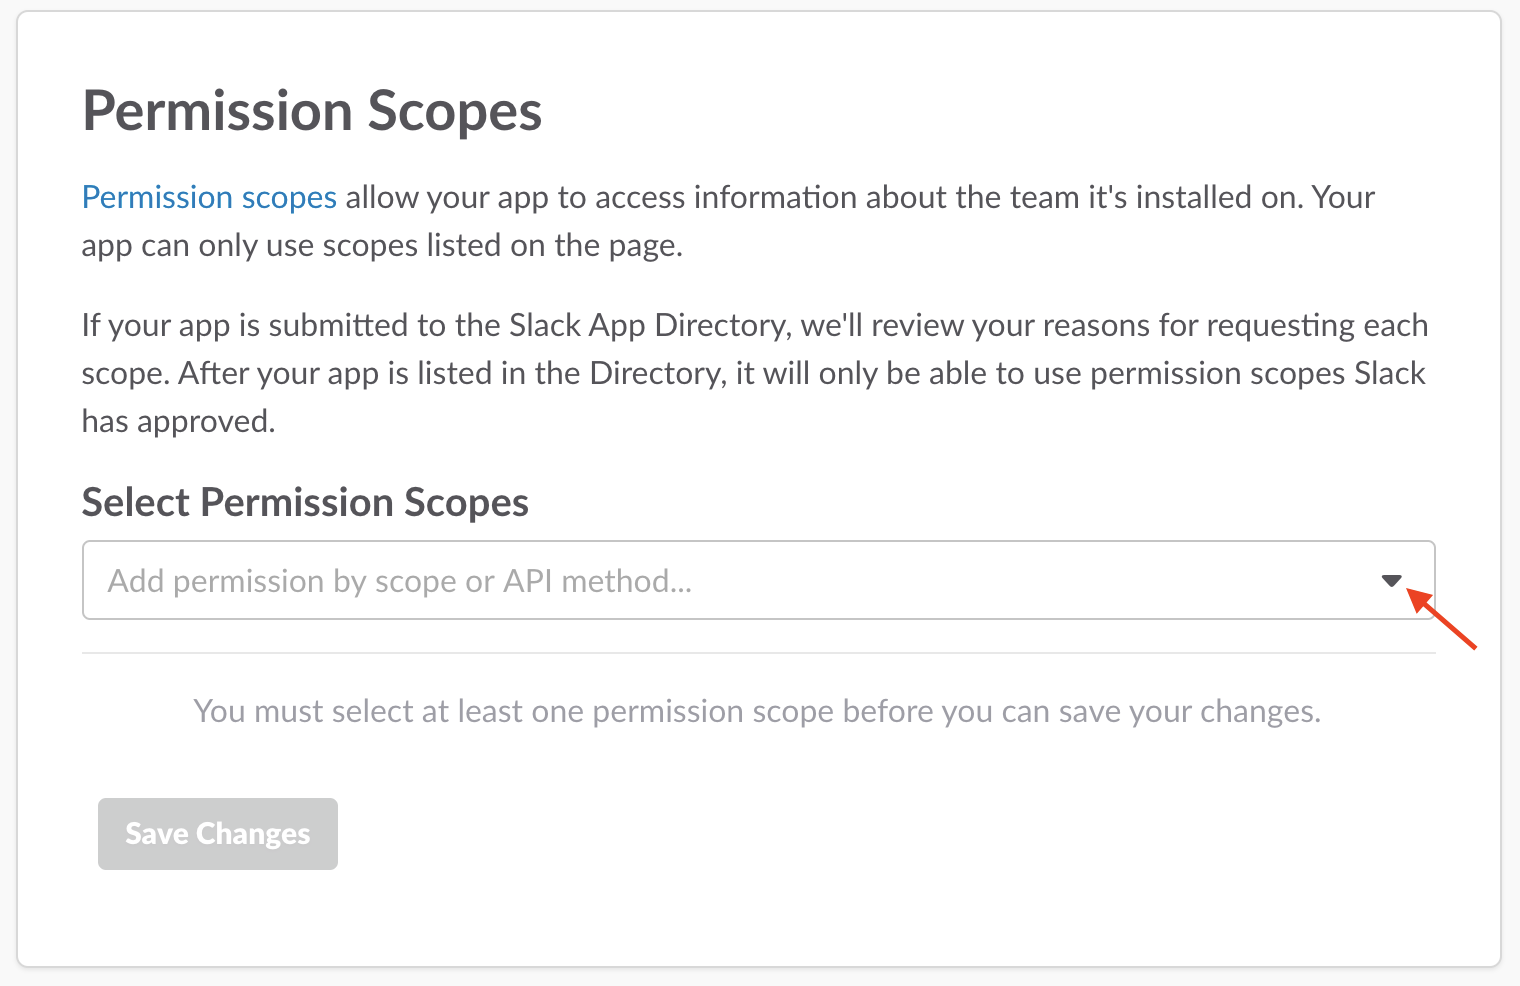 Permission Scopes
Permission scopes allow your app to access information about the team it's installed on. Your
app can only use scopes listed on the page.
If your app is submitted to the Slack App Directory, we'll review your reasons for requesting each
scope. After your app is listed in the Directory, it will only be able to use permission scopes Slack
has approved.
Select Permission Scopes
Add permission by scope or API method...
You must select at least one permission scope before you can save your changes.
Save Changes